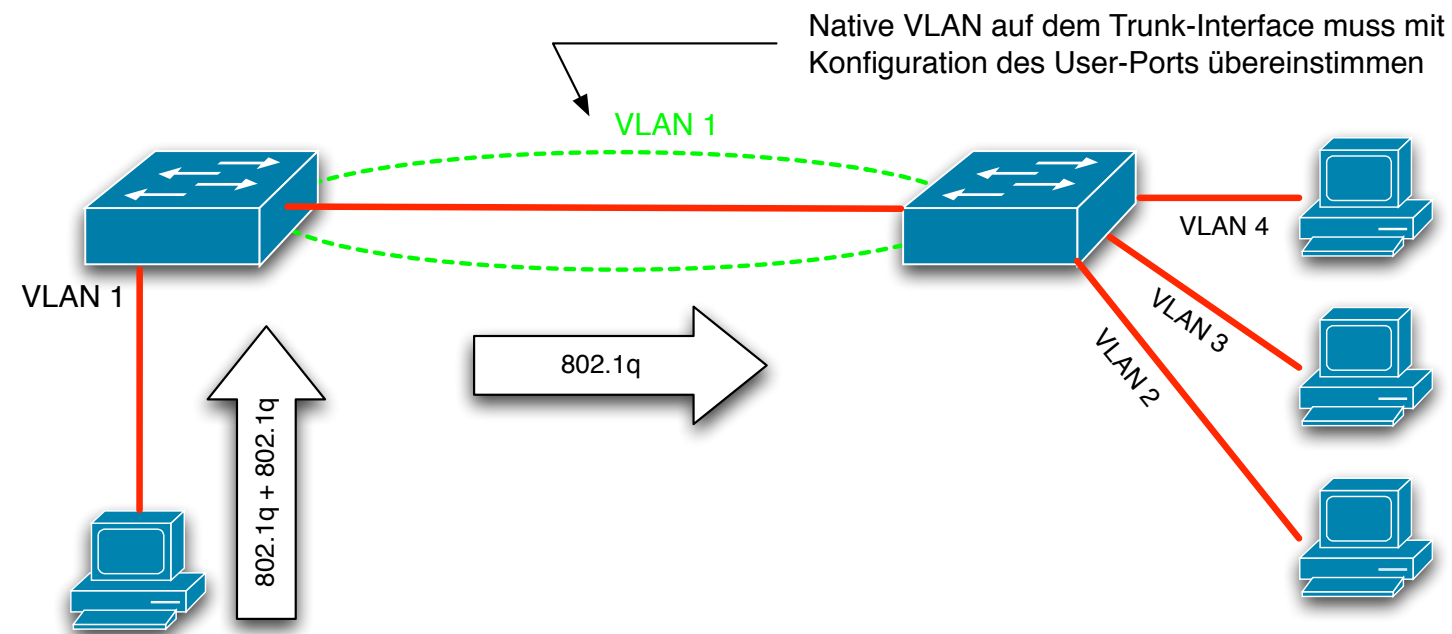 Native VLAN auf dem Trunk-Interface muss mit
Konfiguration des User-Ports übereinstimmen
VLAN 1
VLAN 4
VLAN 1
VLAN 3
VLAN 2
802.1q
802.1q + 802.1q